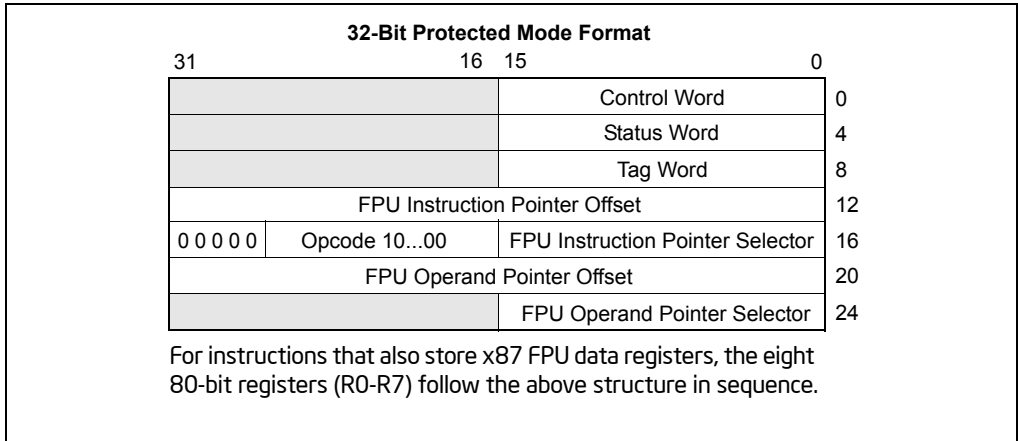 32-Bit Protected Mode Format
31 16 15 0
Control Word 0
Status Word 4
Tag Word 8
FPU Instruction Pointer Offset 12
0 0 0 0 0 Opcode 10...00 FPU Instruction Pointer Selector 16
FPU Operand Pointer Offset 20
FPU Operand Pointer Selector 24
For instructions that also store x87 FPU data registers, the eight
80-bit registers (R0-R7) follow the above structure in sequence.